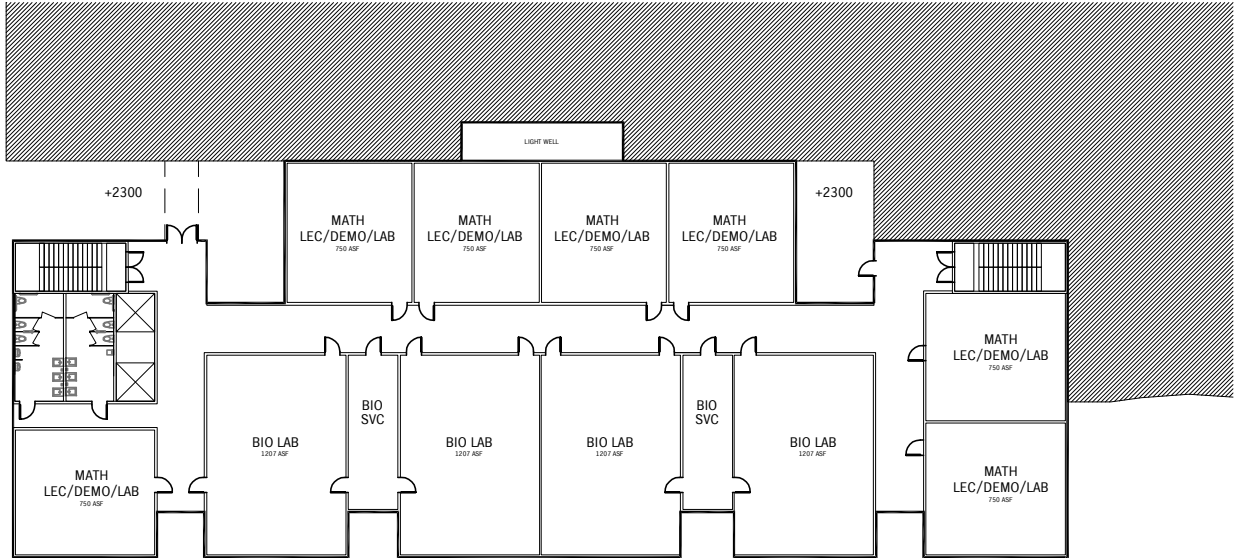 LIGHT WELL
+2300
+2300
MATH
LEC/DEMO/LAB
750 ASF
MATH
LEC/DEMO/LAB
750 ASF
MATH
LEC/DEMO/LAB
750 ASF
MATH
LEC/DEMO/LAB
750 ASF
MATH
LEC/DEMO/LAB
750 ASF
BIO
SVC
BIO
SVC
BIO LAB
1207 ASF
BIO LAB
1207 ASF
BIO LAB
1207 ASF
BIO LAB
1207 ASF
MATH
LEC/DEMO/LAB
750 ASF
MATH
LEC/DEMO/LAB
750 ASF